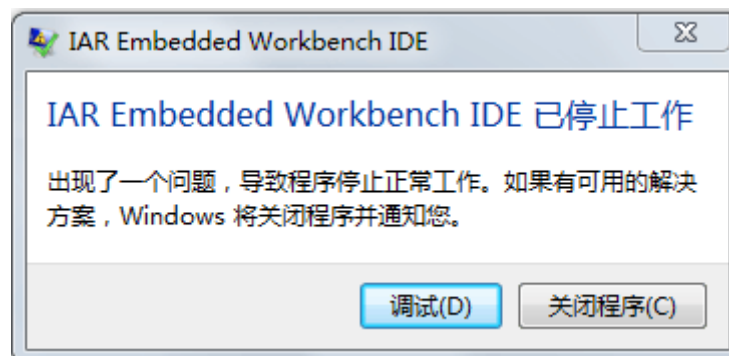 IAR Embedded Workbench IDE
IAR Embedded Workbench IDE 已停止工作
出现了一个问题，导致程序停止正常工作。如果有可用的解决
方案，Windows 将关闭程序并通知您。
调试(D) 关闭程序(C)